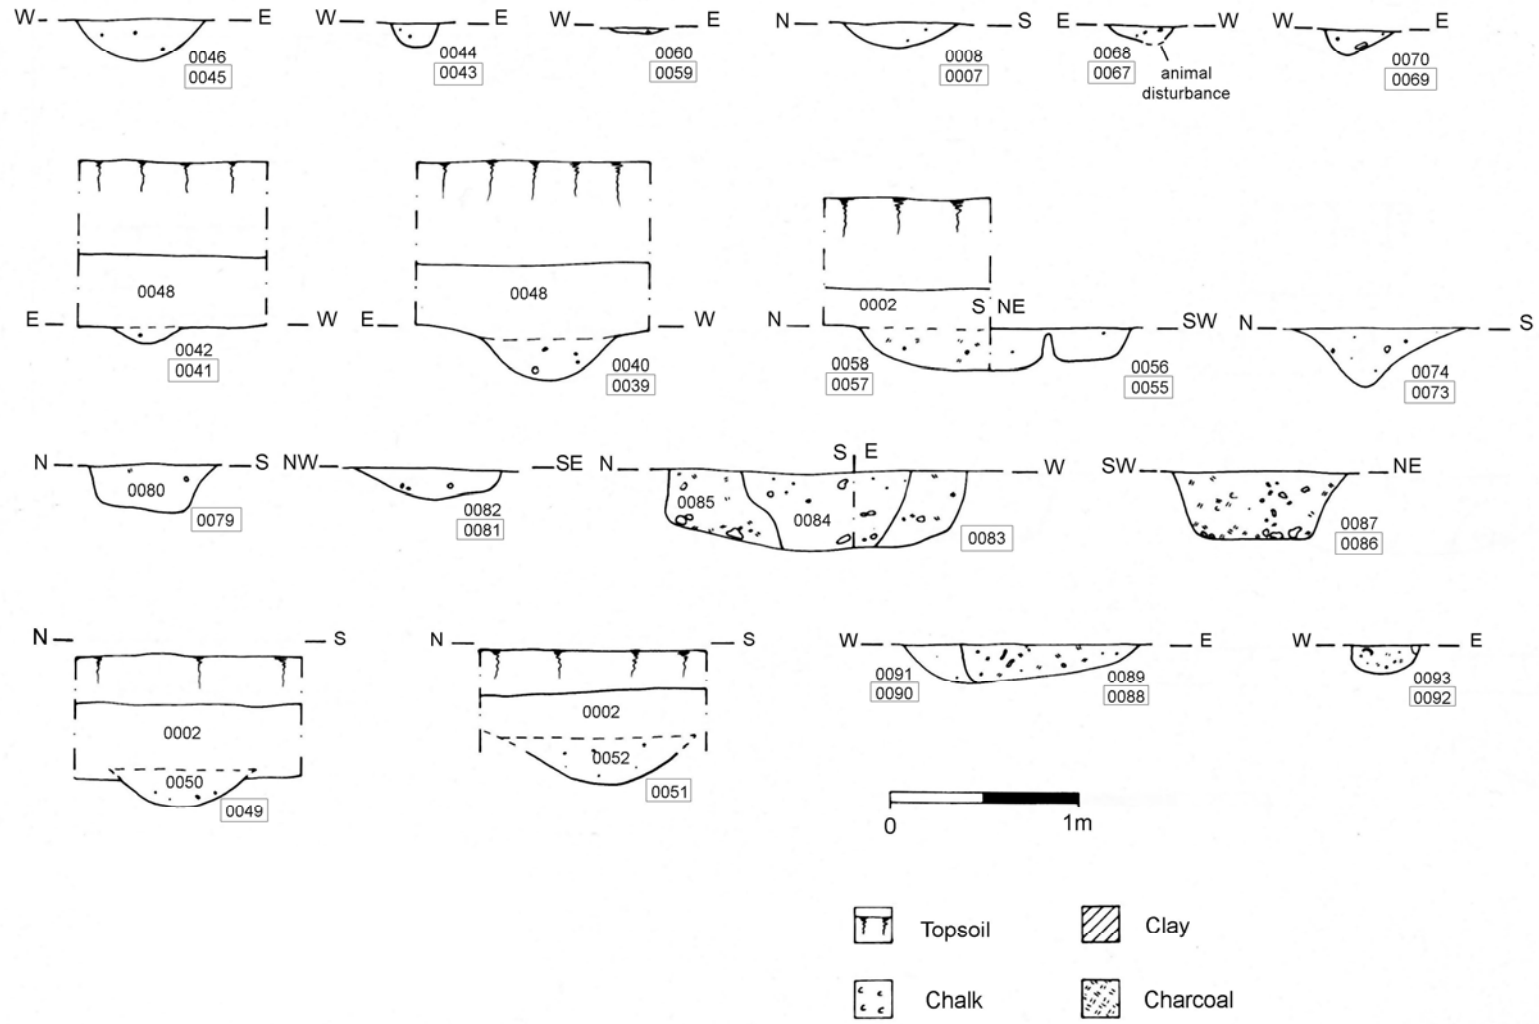 W E W E W E N S E W W E
0046 0044 0060 0008 0068 0070
0045 0043 0059 0007 0067 0069
animal
disturbance
0048 0048 0002 S NE
E W E W N SW N S
0042 0040 0058 0056 0074
0041 0039 0057 0055 0073
N S NW SE N S E W SW NE
0080 0085 0084
0079 0082 0083 0087
0081 0086
N S N S W E W E
0002 0002 0091 0089 0093
0090 0088 0092
0050 0052
0049 0051
0 1m
Topsoil Clay
Chalk Charcoal